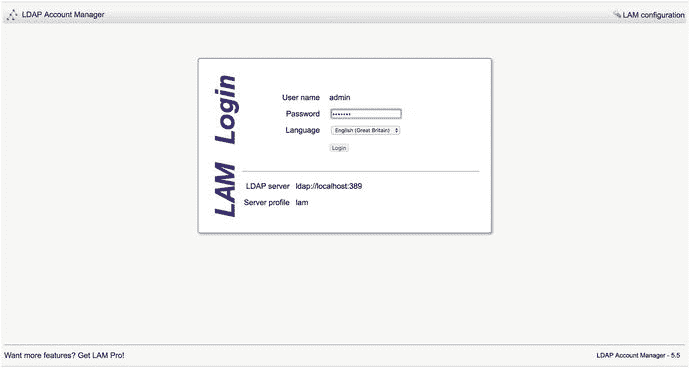 LDAP Account Manager
LAM configuration
LAM Login
User name admin
Password •••••••
Language English (Great Britain)
Login
LDAP server ldap://localhost:389
Server profile lam
Want more features? Get LAM Pro!
LDAP Account Manager - 5.5